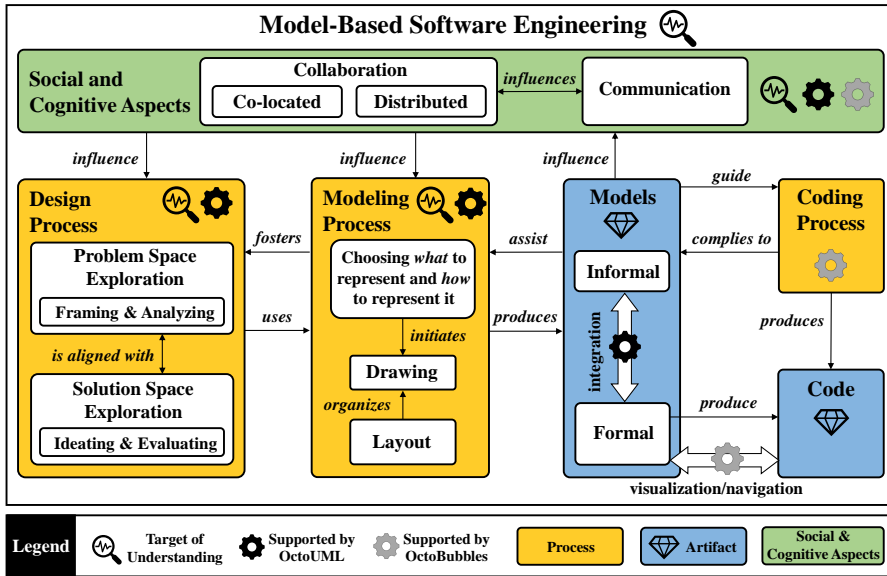 Model-Based Software Engineering
Social and
Cognitive Aspects
Collaboration
Co-located
Distributed
influences
Communication
influence
influence
influence
Design
Process
Problem Space
Exploration
Framing & Analyzing
is aligned with
Solution Space
Exploration
Ideating & Evaluating
fosters
uses
Modeling
Process
Choosing what to
represent and how
to represent it
initiates
Drawing
organizes
Layout
assist
produces
Models
Informal
integration
Formal
guide
complies to
Coding
Process
produces
Code
produce
visualization/navigation
Legend
Target of
Understanding
Supported by
OctoUML
Supported by
OctoBubbles
Process
Artifact
Social &
Cognitive Aspects